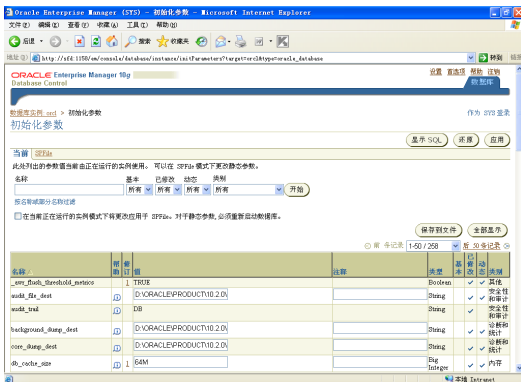 Oracle Enterprise Manager (SYS) - 初始化参数 - Microsoft Internet Explorer
文件(F) 编辑(E) 查看(V) 收藏(A) 工具(T) 帮助(H)
后退 搜索 收藏夹
地址(D) http://sfd:1158/em/console/database/instance/initParameters?target=orcl&type=oracle_database 转到 链接
ORACLE Enterprise Manager 10g
Database Control
设置 首选项 帮助 注销
数据库
数据库实例: orcl > 初始化参数
作为 SYS 登录
初始化参数
显示 SQL 还原 应用
当前 SPFile
此处列出的参数值当前由正在运行的实例使用。可以在 SPFile 模式下更改静态参数。
名称 基本 已修改 动态 类别
所有 所有 所有 所有 开始
按名称或部分名称过滤
在当前正在运行的实例模式下将更改应用于 SPFile。对于静态参数, 必须重新启动数据库。
保存到文件 全部显示
前 条记录 1-50 / 258 后 50 条记录
名称 帮助 修订 值 注释 类型 基本 已修改 动态 类别
_awr_flush_threshold_metrics 1 TRUE Boolean 其他
audit_file_dest D:\ORACLE\PRODUCT\10.2.0\ String 安全性和审计
audit_trail DB String 安全性和审计
background_dump_dest D:\ORACLE\PRODUCT\10.2.0\ String 诊断和统计
core_dump_dest D:\ORACLE\PRODUCT\10.2.0\ String 诊断和统计
db_cache_size 1 64M Big Integer 内存
本地 Intranet